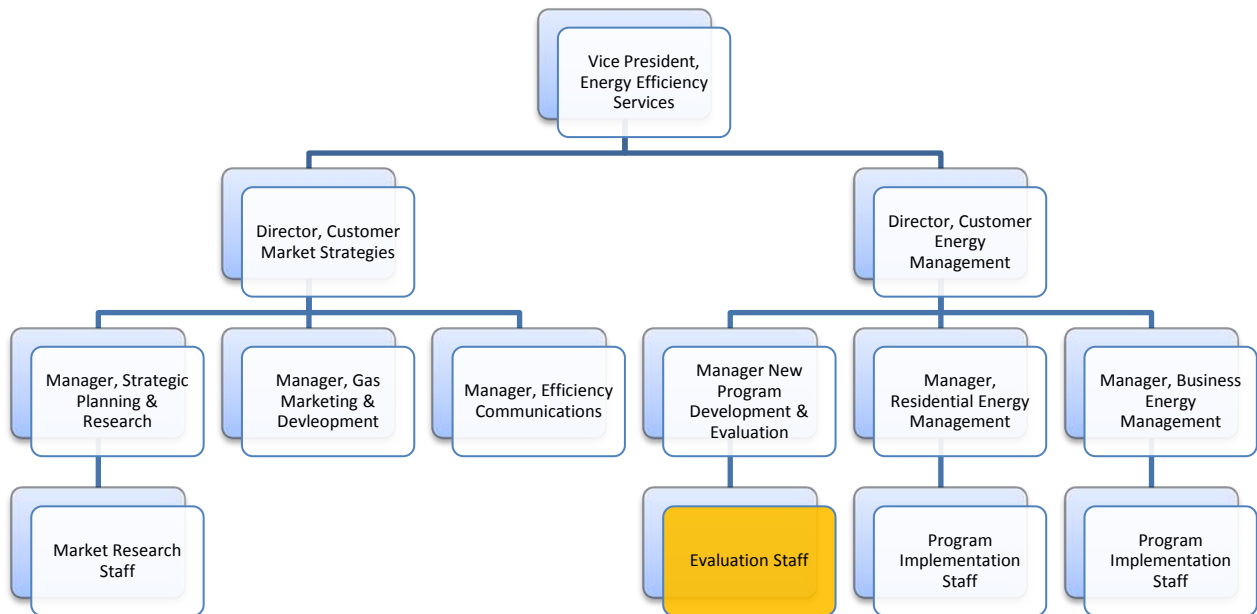 Vice President,
Energy Efficiency
Services
Director, Customer
Market Strategies
Director, Customer
Energy
Management
Manager, Strategic
Planning &
Research
Manager, Gas
Marketing &
Devleopment
Manager, Efficiency
Communications
Manager New
Program
Development &
Evaluation
Manager,
Residential Energy
Management
Manager, Business
Energy
Management
Market Research
Staff
Evaluation Staff
Program
Implementation
Staff
Program
Implementation
Staff